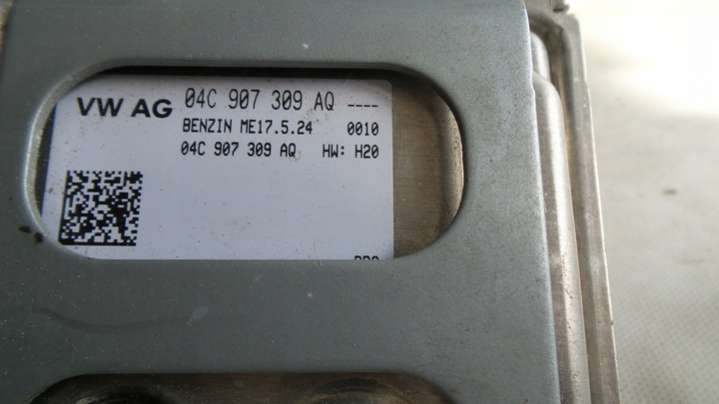 VW AG 04C 907 309 AQ ----
BENZIN ME17.5.24 0010
04C 907 309 AQ HW: H20